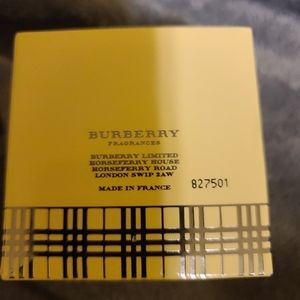 BURBERRY
FRAGRANCES
BURBERRY LIMITED
HORSEFERRY HOUSE
HORSEFERRY ROAD
LONDON SW1P 2AW
MADE IN FRANCE
827501